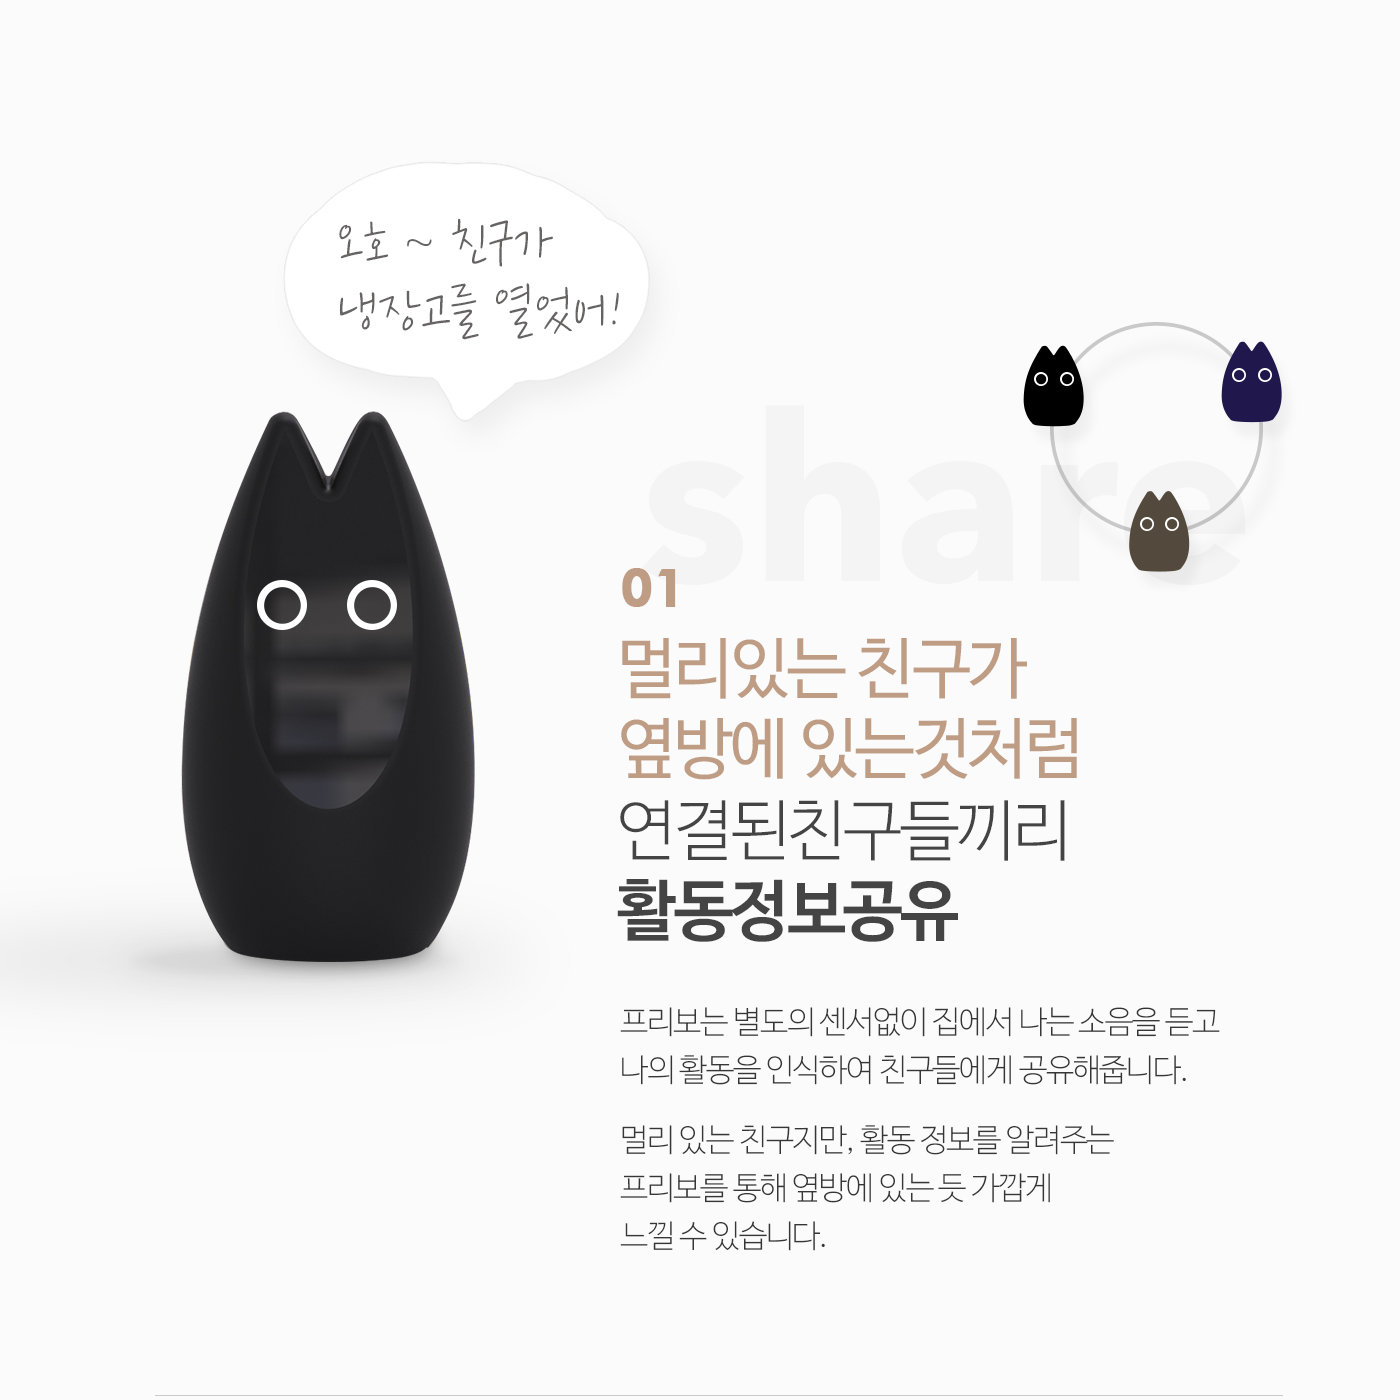 오호 ~ 친구가
냉장고를 열었어!
share
01
멀리있는 친구가
옆방에 있는것처럼
연결된친구들끼리
활동정보공유
프리보는 별도의 센서없이 집에서 나는 소음을 듣고
나의 활동을 인식하여 친구들에게 공유해줍니다.
멀리 있는 친구지만, 활동 정보를 알려주는
프리보를 통해 옆방에 있는 듯 가깝게
느낄 수 있습니다.